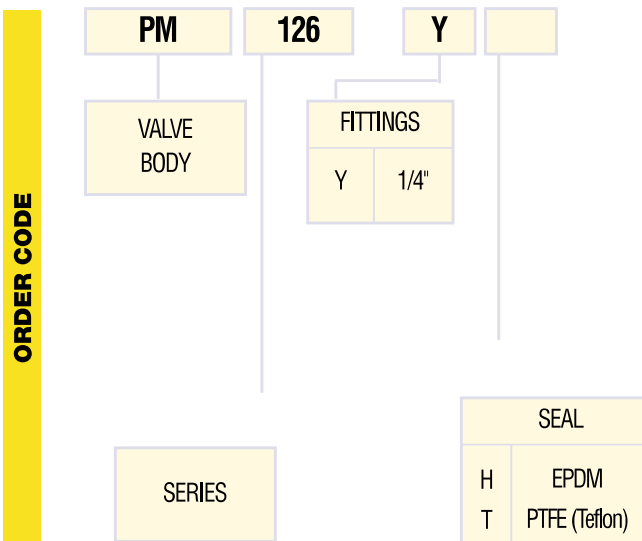 ORDER CODE
PM 126 Y
VALVE
BODY
FITTINGS
Y 1/4"
SERIES
SEAL
H EPDM
T PTFE (Teflon)